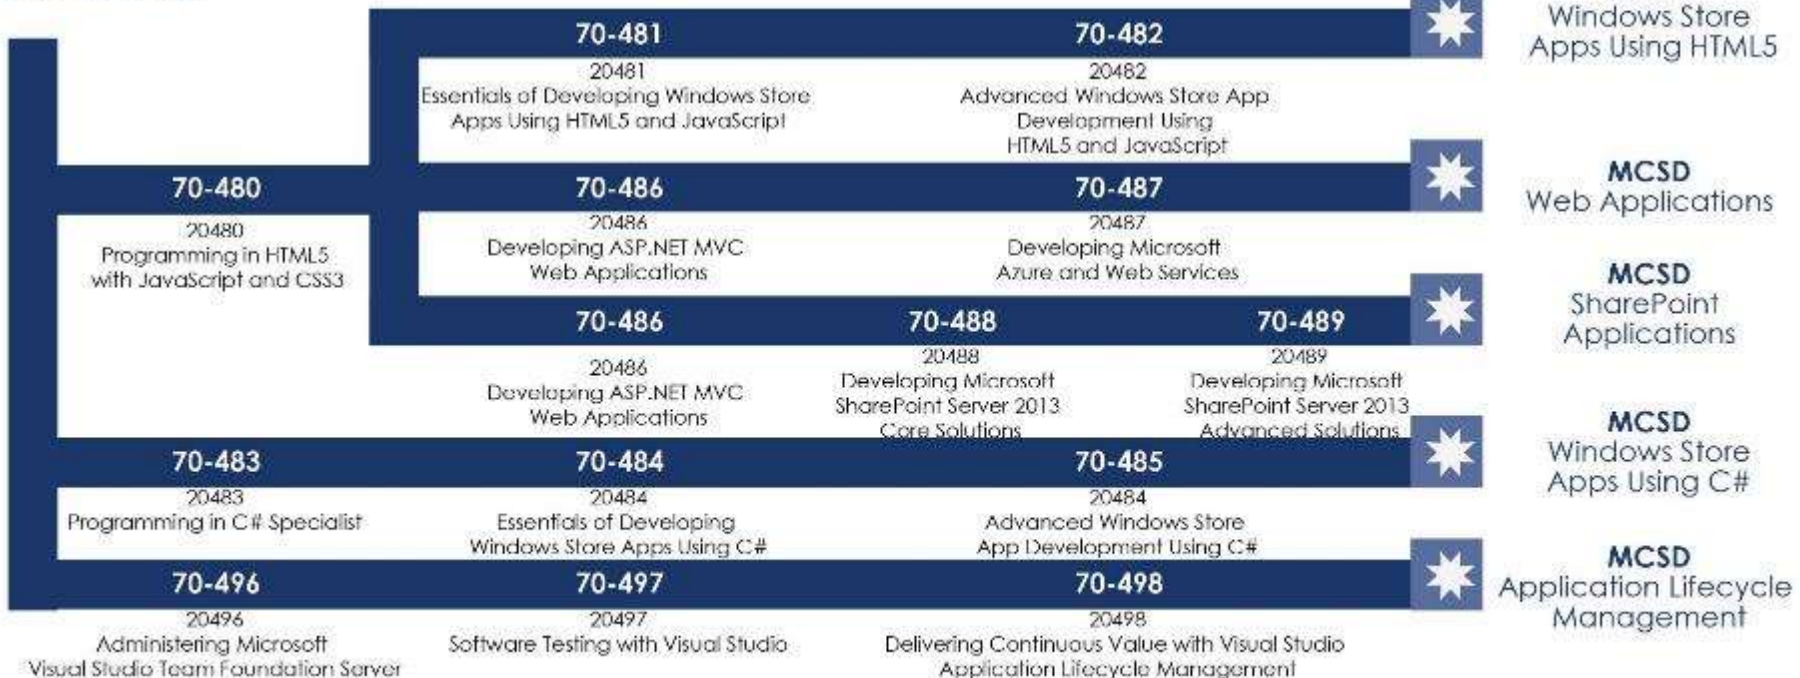 70-481
70-482
Windows Store
Apps Using HTML5
20481
Essentials of Developing Windows Store
Apps Using HTML5 and JavaScript
20482
Advanced Windows Store App
Development Using
HTML5 and JavaScript
70-480
70-486
70-487
MCSD
Web Applications
20480
Programming in HTML5
with JavaScript and CSS3
20486
Developing ASP.NET MVC
Web Applications
20487
Developing Microsoft
Azure and Web Services
70-486
70-488
70-489
MCSD
SharePoint
Applications
20486
Developing ASP.NET MVC
Web Applications
20488
Developing Microsoft
SharePoint Server 2013
Core Solutions
20489
Developing Microsoft
SharePoint Server 2013
Advanced Solutions
70-483
70-484
70-485
MCSD
Windows Store
Apps Using C#
20483
Programming in C# Specialist
20484
Essentials of Developing
Windows Store Apps Using C#
20484
Advanced Windows Store
App Development Using C#
70-496
70-497
70-498
MCSD
Application Lifecycle
Management
20496
Administering Microsoft
Visual Studio Team Foundation Server
20497
Software Testing with Visual Studio
20498
Delivering Continuous Value with Visual Studio
Application Lifecycle Management